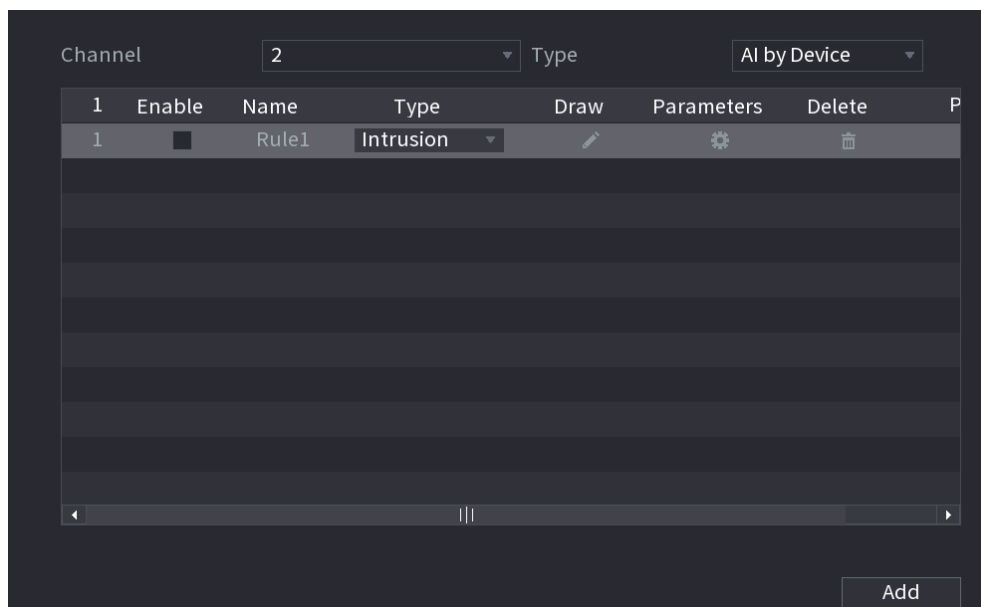 Channel 2 Type AI by Device
1 Enable Name Type Draw Parameters Delete P
1 Rule1 Intrusion
Add